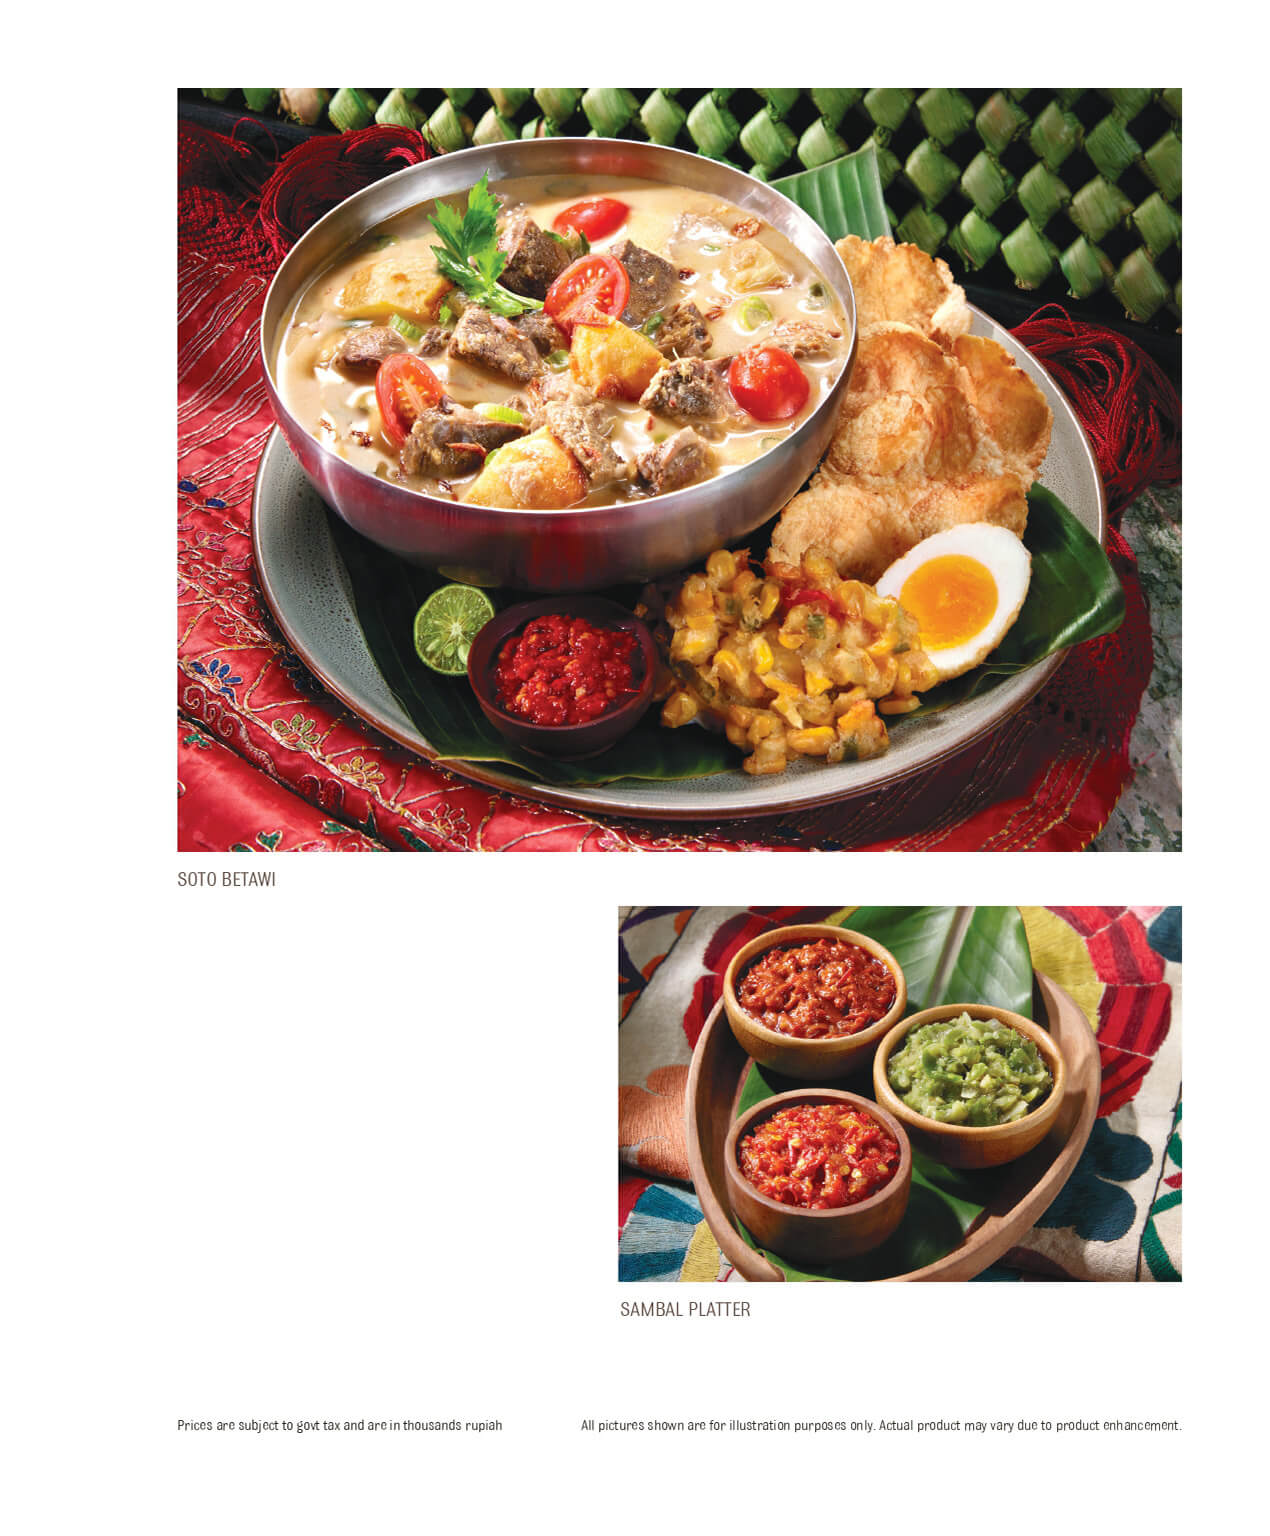 SOTO BETAWI
SAMBAL PLATTER
Prices are subject to govt tax and are in thousands rupiah
All pictures shown are for illustration purposes only. Actual product may vary due to product enhancement.